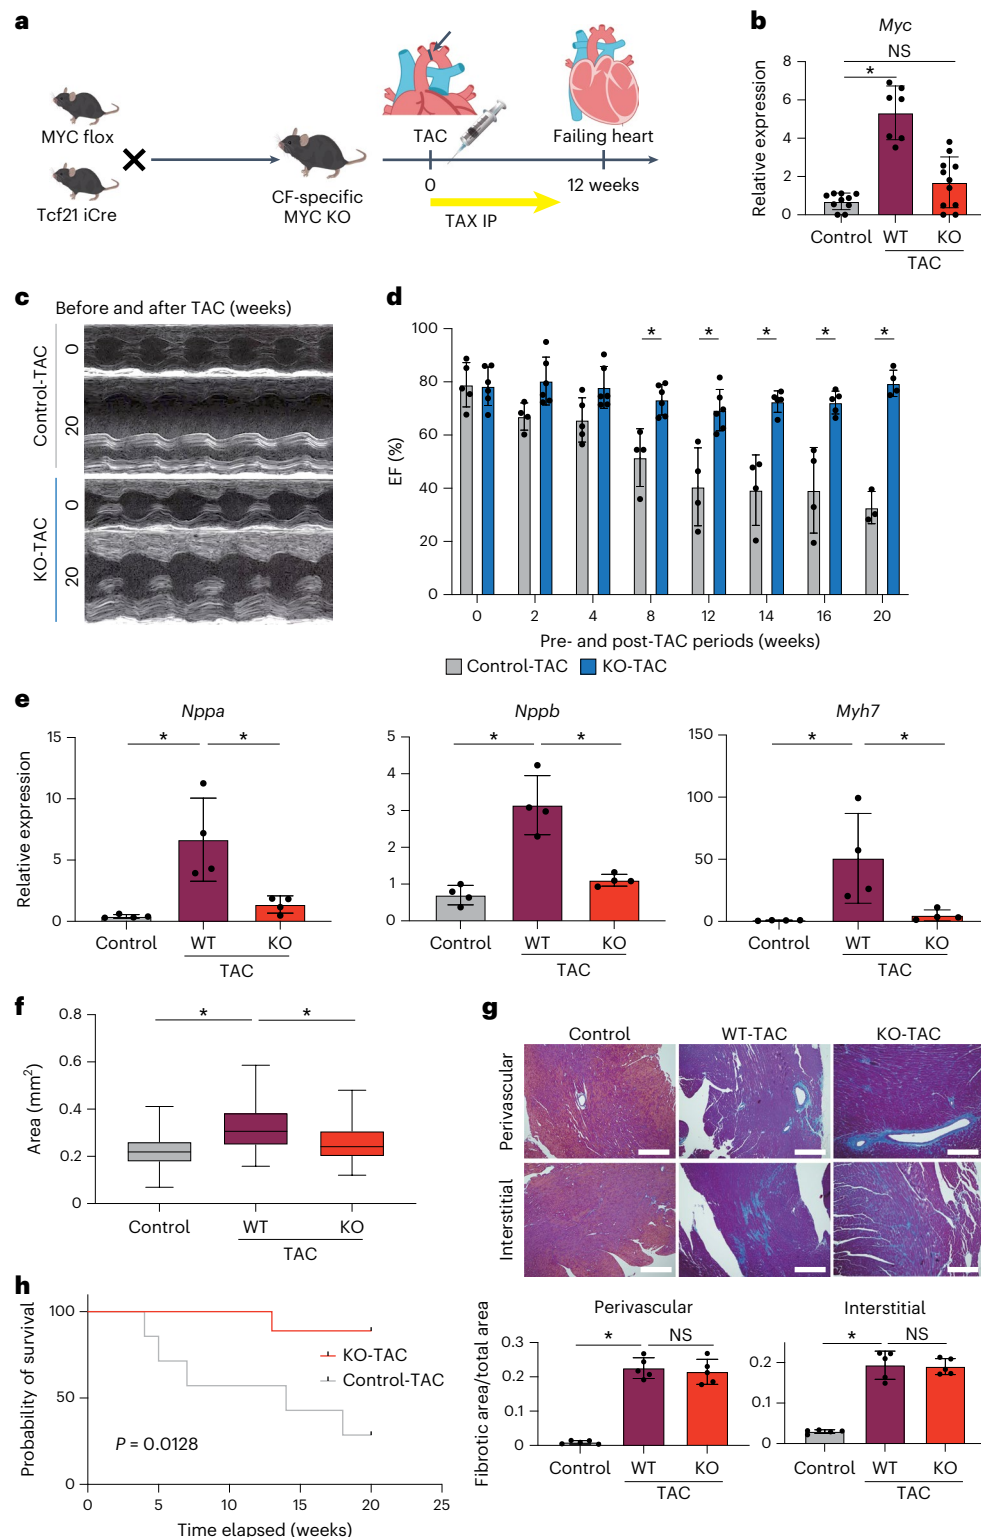 a
MYC flox
Tcf21 iCre
CF-specific
MYC KO
TAC
Failing heart
0
12 weeks
TAX IP
b
Myc
NS
*
Relative expression
8
6
4
2
0
Control
WT
KO
TAC
c
Before and after TAC (weeks)
Control-TAC
0
20
KO-TAC
0
20
d
100
80
60
40
20
0
EF (%)
* * * * *
0 2 4 8 12 14 16 20
Pre- and post-TAC periods (weeks)
Control-TAC
KO-TAC
e
Nppa
* *
Relative expression
15
10
5
0
Control WT KO
TAC
Nppb
* *
5
4
3
2
1
0
Control WT KO
TAC
Myh7
* *
150
100
50
0
Control WT KO
TAC
f
* *
Area (mm2)
0.8
0.6
0.4
0.2
0
Control WT KO
TAC
g
Control WT-TAC KO-TAC
Perivascular
Interstitial
Perivascular
* NS
Fibrotic area/total area
0.3
0.2
0.1
0
Control WT KO
TAC
Interstitial
* NS
0.2
0.1
0
Control WT KO
TAC
h
Probability of survival
100
50
0
KO-TAC
Control-TAC
P = 0.0128
0 5 10 15 20 25
Time elapsed (weeks)